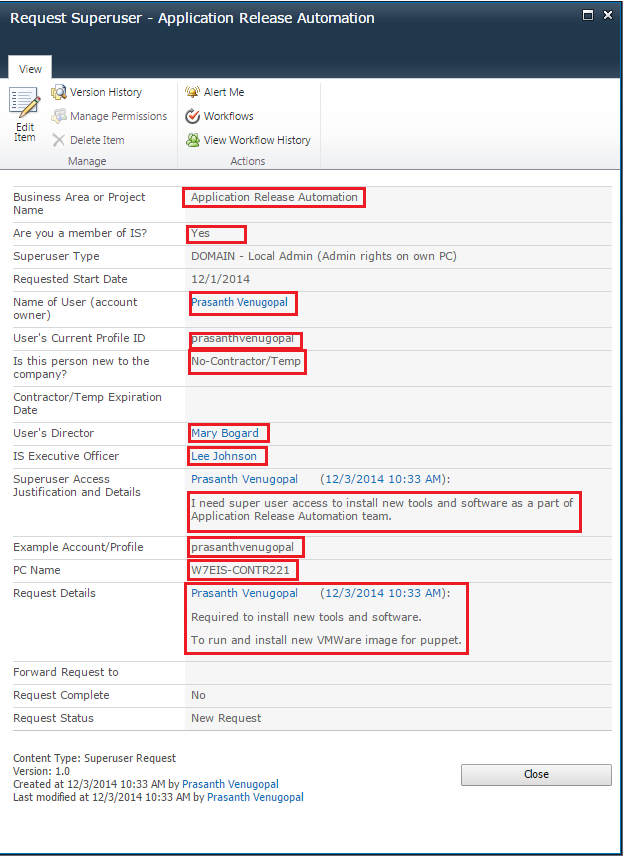 Request Superuser - Application Release Automation
View
Edit
Item
Version History
Manage Permissions
Delete Item
Manage
Alert Me
Workflows
View Workflow History
Actions
Business Area or Project
Name
Application Release Automation
Are you a member of IS?
Yes
Superuser Type
DOMAIN - Local Admin (Admin rights on own PC)
Requested Start Date
12/1/2014
Name of User (account
owner)
Prasanth Venugopal
User's Current Profile ID
prasanthvenugopal
Is this person new to the
company?
No-Contractor/Temp
Contractor/Temp Expiration
Date
User's Director
Mary Bogard
IS Executive Officer
Lee Johnson
Superuser Access
Justification and Details
Prasanth Venugopal (12/3/2014 10:33 AM):
I need super user access to install new tools and software as a part of
Application Release Automation team.
Example Account/Profile
prasanthvenugopal
PC Name
W7EIS-CONTR221
Request Details
Prasanth Venugopal (12/3/2014 10:33 AM):
Required to install new tools and software.
To run and install new VMWare image for puppet.
Forward Request to
Request Complete
No
Request Status
New Request
Content Type: Superuser Request
Version: 1.0
Created at 12/3/2014 10:33 AM by Prasanth Venugopal
Last modified at 12/3/2014 10:33 AM by Prasanth Venugopal
Close